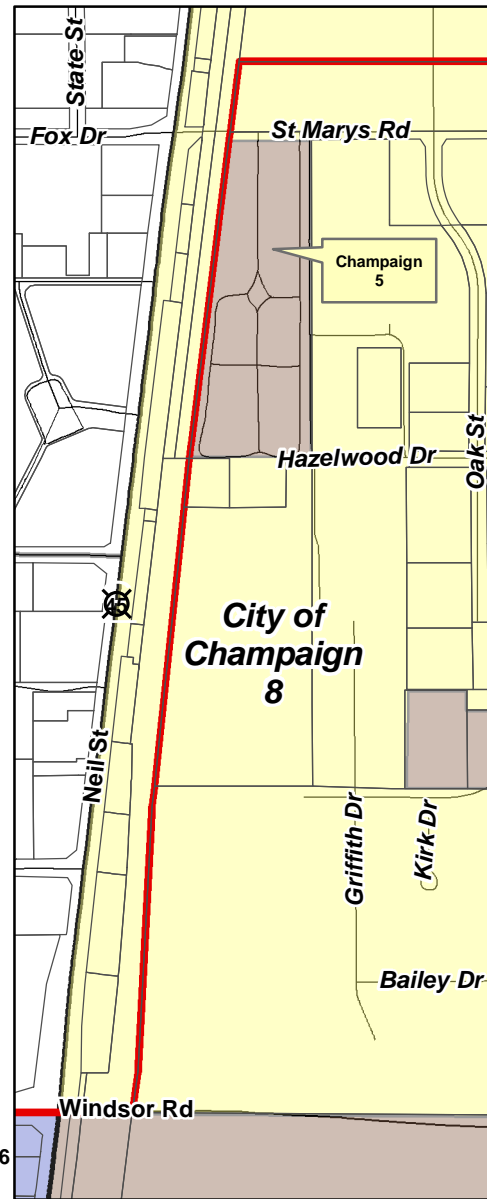 State St
Fox Dr
St Marys Rd
Champaign
5
Oak St
Hazelwood Dr
45
City of
Champaign
8
Neil St
Griffith Dr
Kirk Dr
Bailey Dr
Windsor Rd
6